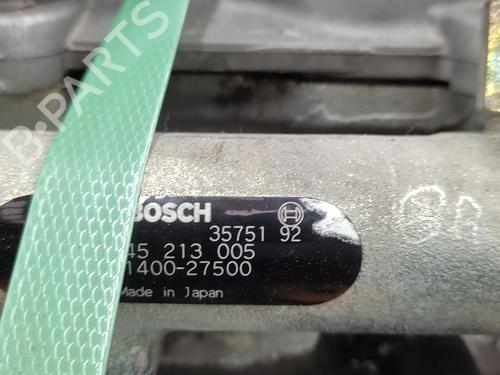 B-PARTS
BOSCH
35751 92
45 213 005
1400-27500
Made in Japan